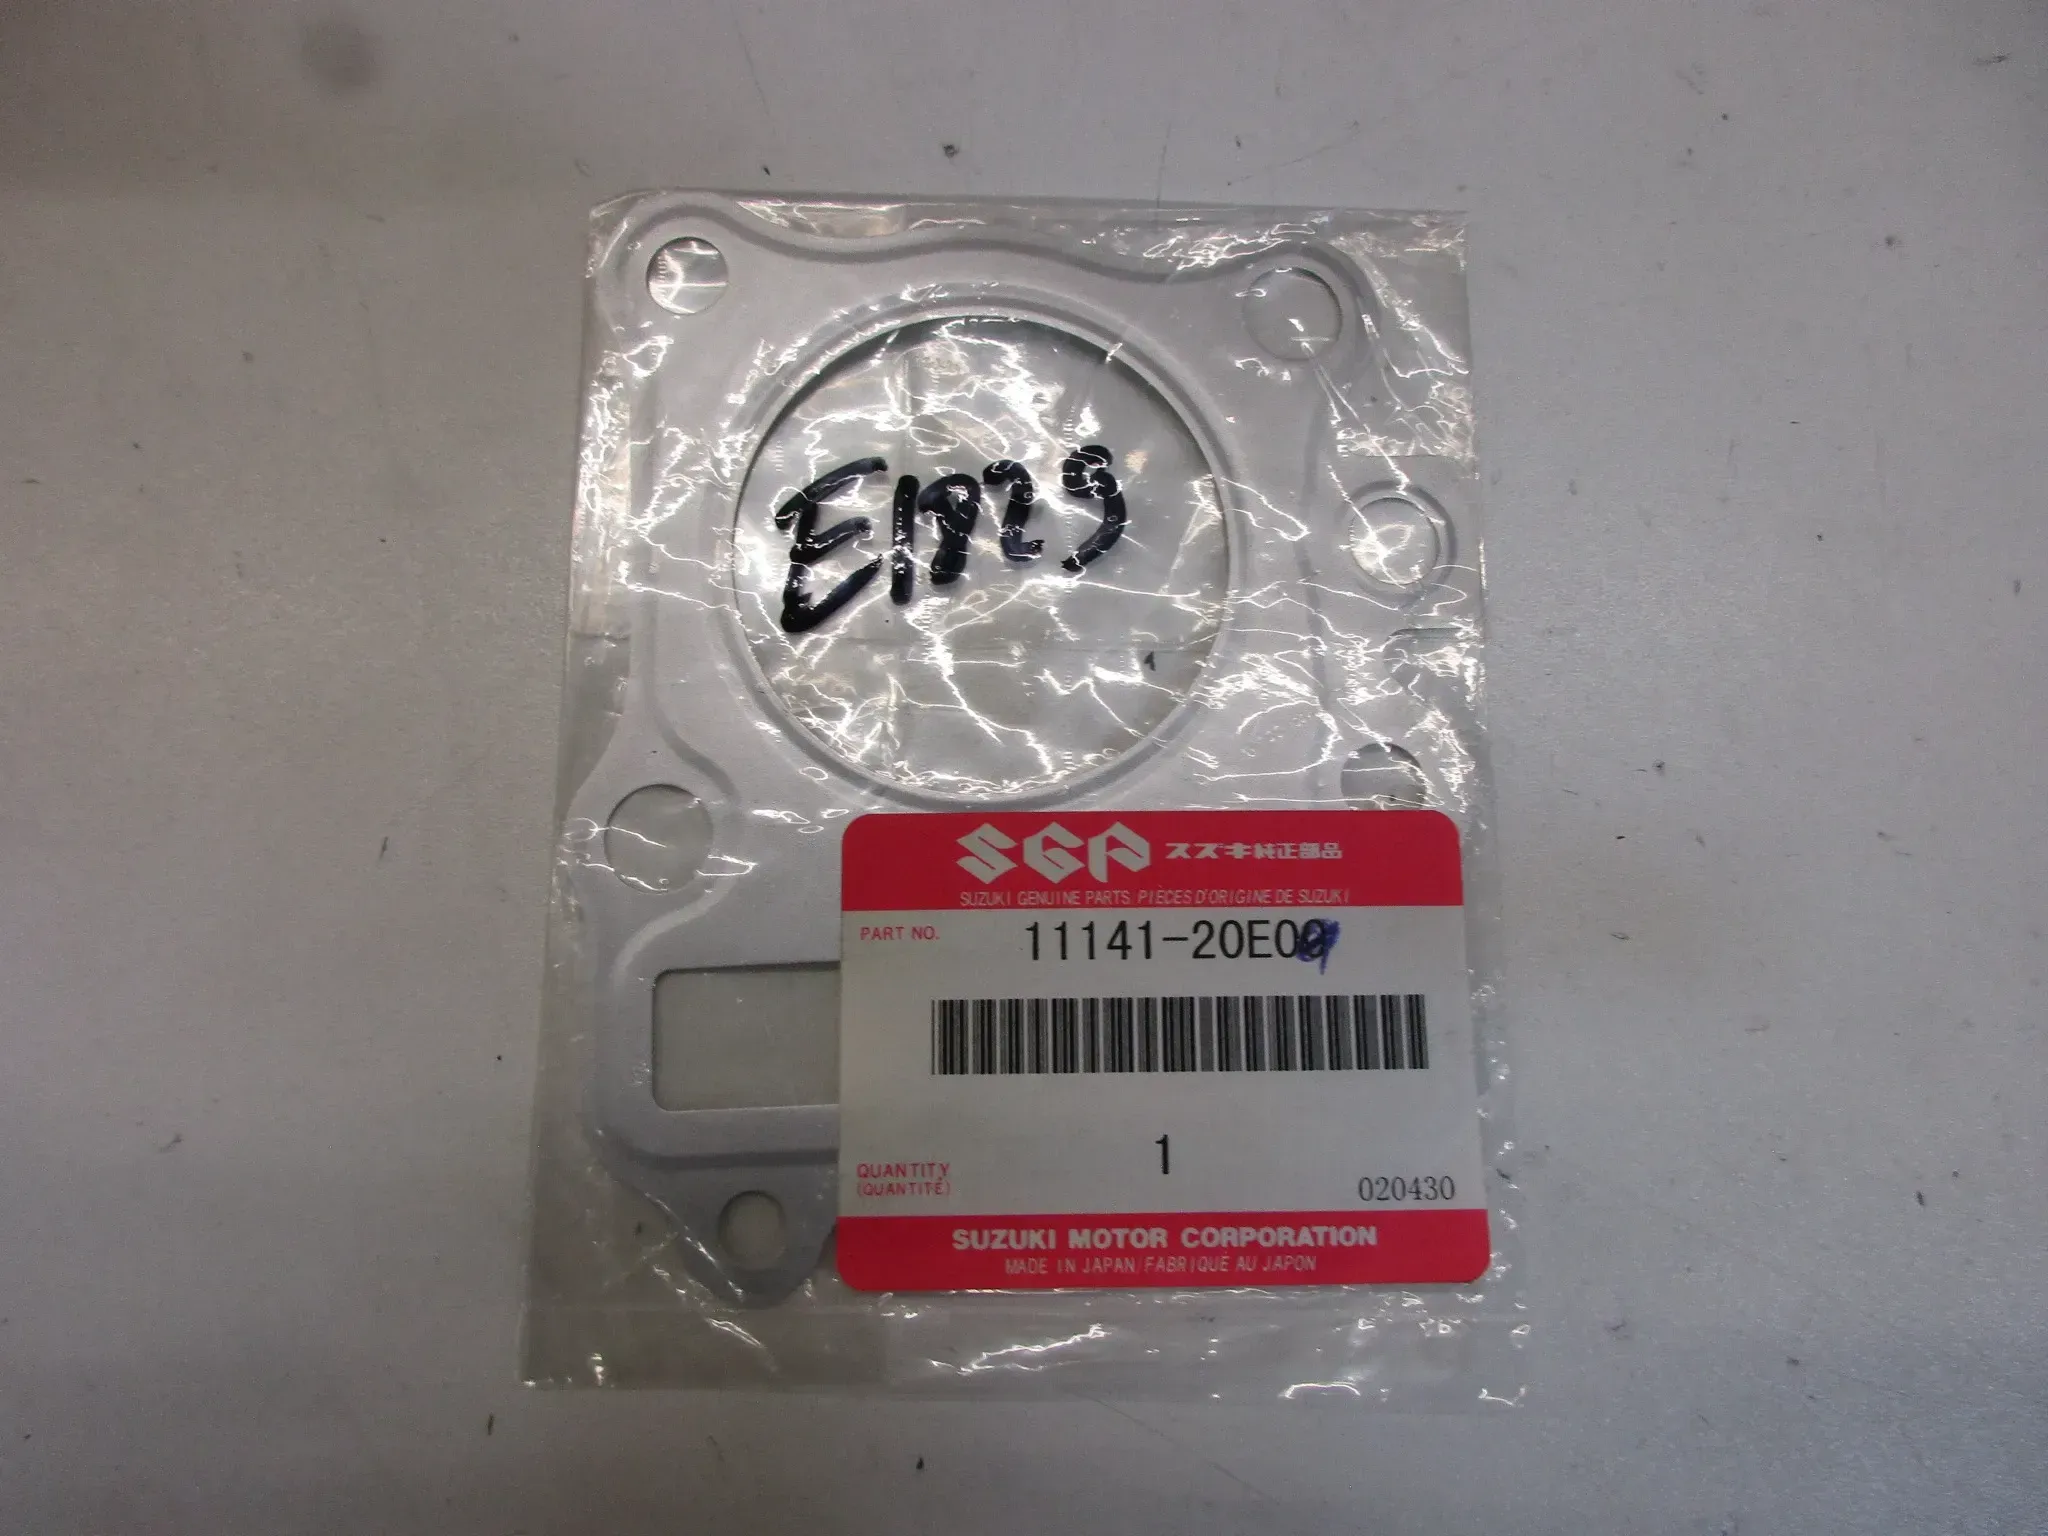 E1829
SGP スズキ純正部品
SUZUKI GENUINE PARTS PIÈCES D'ORIGINE DE SUZUKI
PART NO. 11141-20E0
1
QUANTITY
(QUANTITÉ)
020430
SUZUKI MOTOR CORPORATION
MADE IN JAPAN/FABRIQUÉ AU JAPON